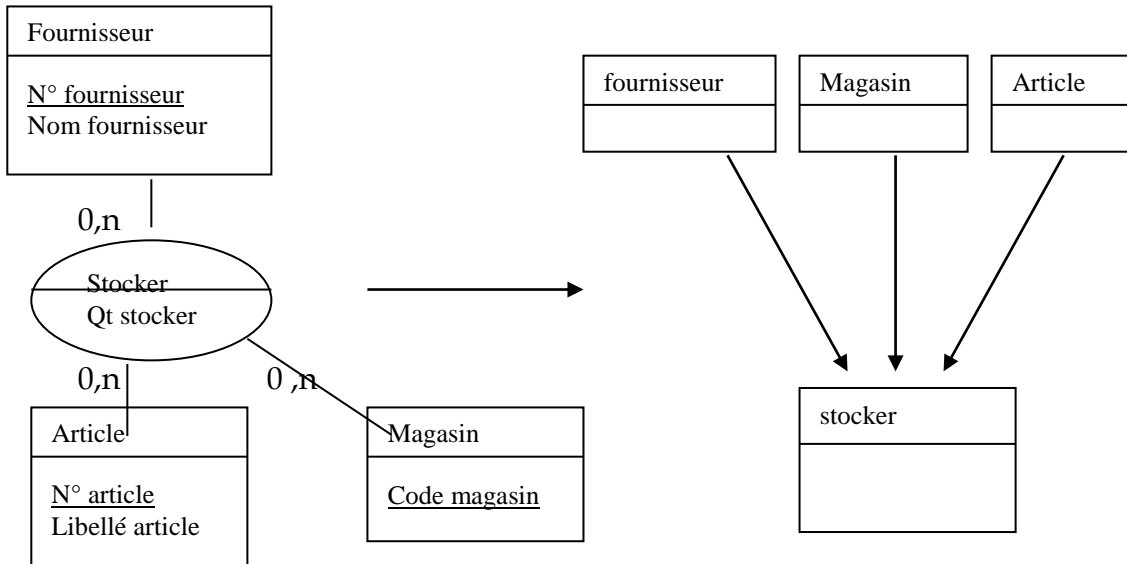 Fournisseur
N° fournisseur
Nom fournisseur
0,n
Stocker
Qt stocker
0,n
0 ,n
Article
N° article
Libellé article
Magasin
Code magasin
fournisseur
Magasin
Article
stocker